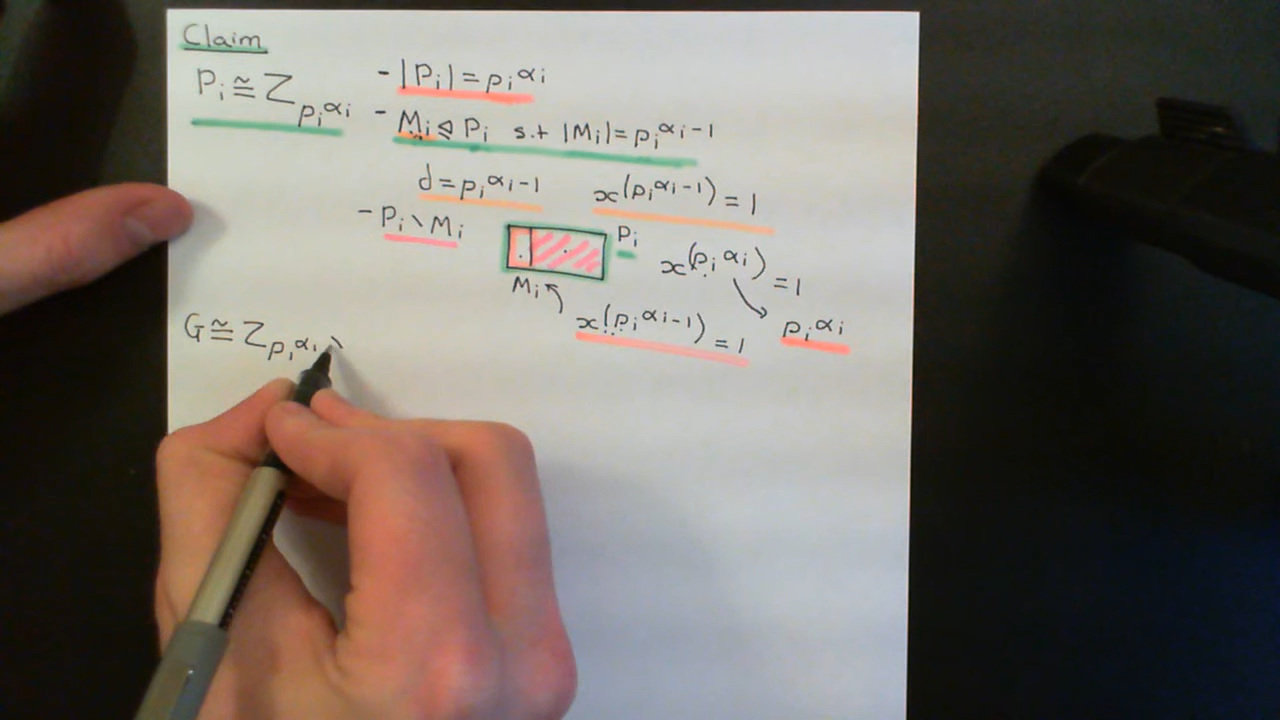 Claim
Pᵢ ≅ Z_{pᵢ^{αᵢ}}
- |Pᵢ| = pᵢ^{αᵢ}
- Mᵢ ⊴ Pᵢ s.t |Mᵢ| = pᵢ^{αᵢ-1}
d = pᵢ^{αᵢ-1} x^{(pᵢ^{αᵢ-1})} = 1
- Pᵢ \ Mᵢ
Pᵢ
x^{(pᵢ^{αᵢ})} = 1
Mᵢ
x^{(pᵢ^{αᵢ-1})} = 1
pᵢ^{αᵢ}
G ≅ Z_{p₁^{α₁}}